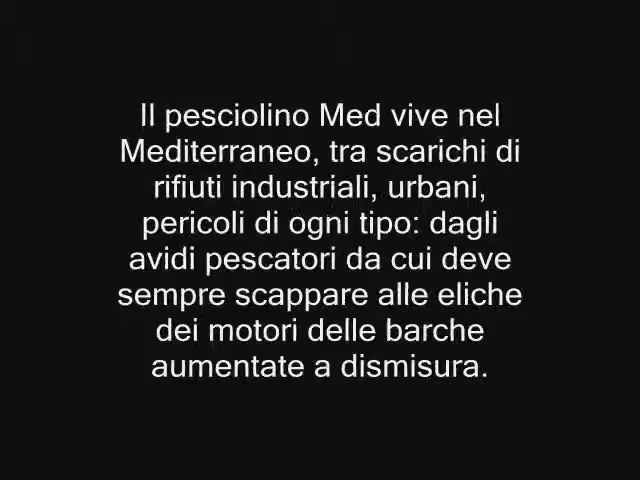 Il pesciolino Med vive nel
Mediterraneo, tra scarichi di
rifiuti industriali, urbani,
pericoli di ogni tipo: dagli
avidi pescatori da cui deve
sempre scappare alle eliche
dei motori delle barche
aumentate a dismisura.